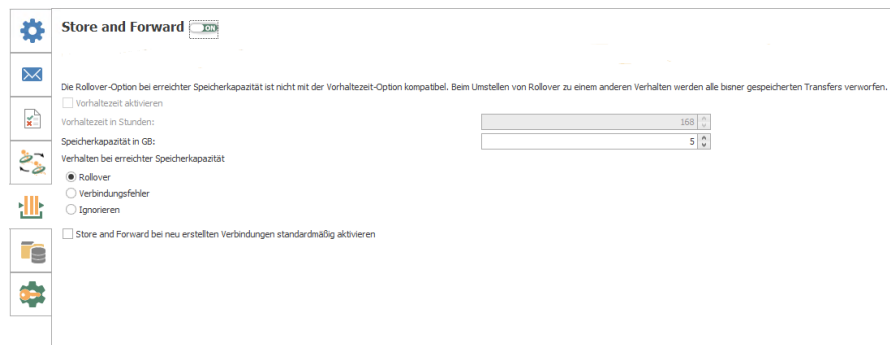 Store and Forward ON
Die Rollover-Option bei erreichter Speicherkapazität ist nicht mit der Vorhaltezeit-Option kompatibel. Beim Umstellen von Rollover zu einem anderen Verhalten werden alle bisner gespeicherten Transfers verworfen.
Vorhaltezeit aktivieren
Vorhaltezeit in Stunden: 168
Speicherkapazität in GB: 5
Verhalten bei erreichter Speicherkapazität
Rollover
Verbindungsfehler
Ignorieren
Store and Forward bei neu erstellten Verbindungen standardmäßig aktivieren